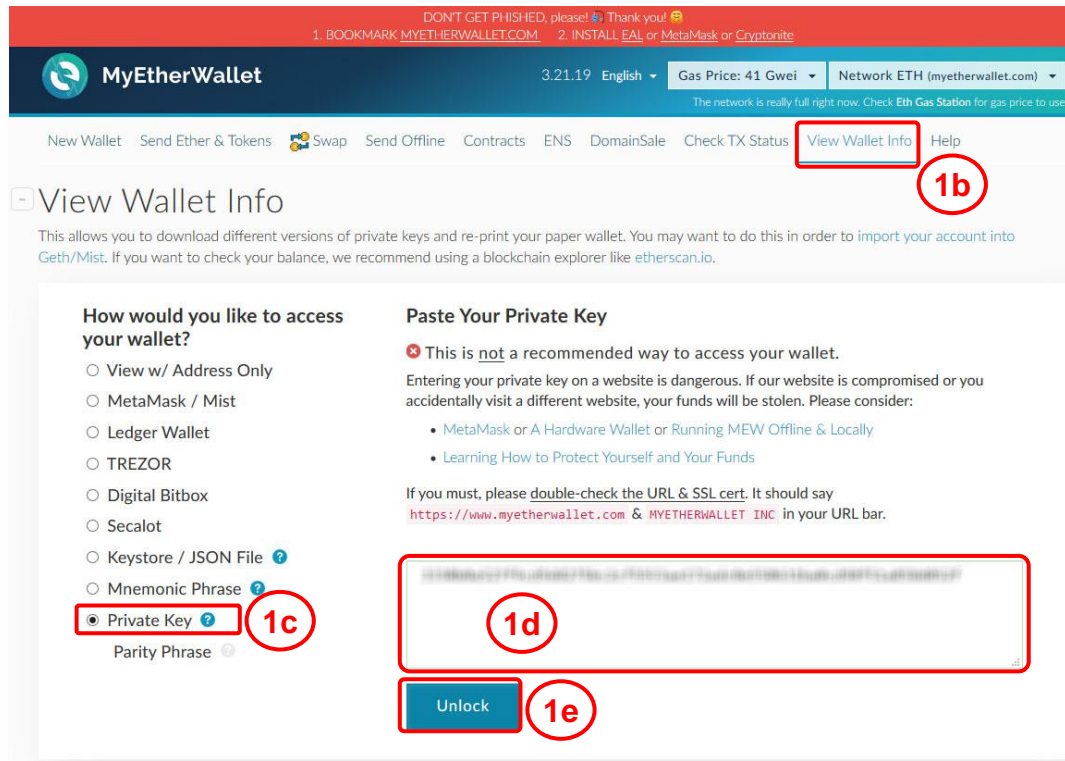 DON'T GET PHISHED, please! Thank you!
1. BOOKMARK MYETHERWALLET.COM 2. INSTALL EAL or MetaMask or Cryptonite
MyEtherWallet
3.21.19 English
Gas Price: 41 Gwei
Network ETH (myetherwallet.com)
The network is really full right now. Check Eth Gas Station for gas price to use
New Wallet Send Ether & Tokens Swap Send Offline Contracts ENS DomainSale Check TX Status View Wallet Info Help
1b
View Wallet Info
This allows you to download different versions of private keys and re-print your paper wallet. You may want to do this in order to import your account into
Geth/Mist. If you want to check your balance, we recommend using a blockchain explorer like etherscan.io.
How would you like to access
your wallet?
View w/ Address Only
MetaMask / Mist
Ledger Wallet
TREZOR
Digital Bitbox
Secalot
Keystore / JSON File ?
Mnemonic Phrase ?
Private Key ?
1c
Parity Phrase ?
Paste Your Private Key
This is not a recommended way to access your wallet.
Entering your private key on a website is dangerous. If our website is compromised or you
accidentally visit a different website, your funds will be stolen. Please consider:
• MetaMask or A Hardware Wallet or Running MEW Offline & Locally
• Learning How to Protect Yourself and Your Funds
If you must, please double-check the URL & SSL cert. It should say
https://www.myetherwallet.com & MYETHERWALLET INC in your URL bar.
1d
Unlock
1e